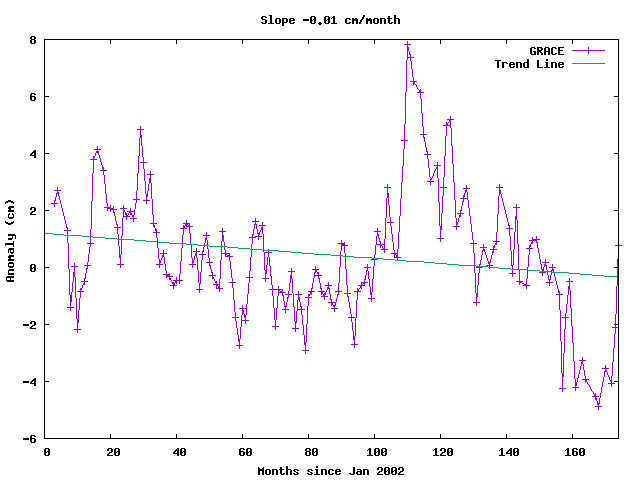 Slope -0.01 cm/month
GRACE
Trend Line
8
6
4
2
0
-2
-4
-6
Anomaly (cm)
0 20 40 60 80 100 120 140 160
Months since Jan 2002